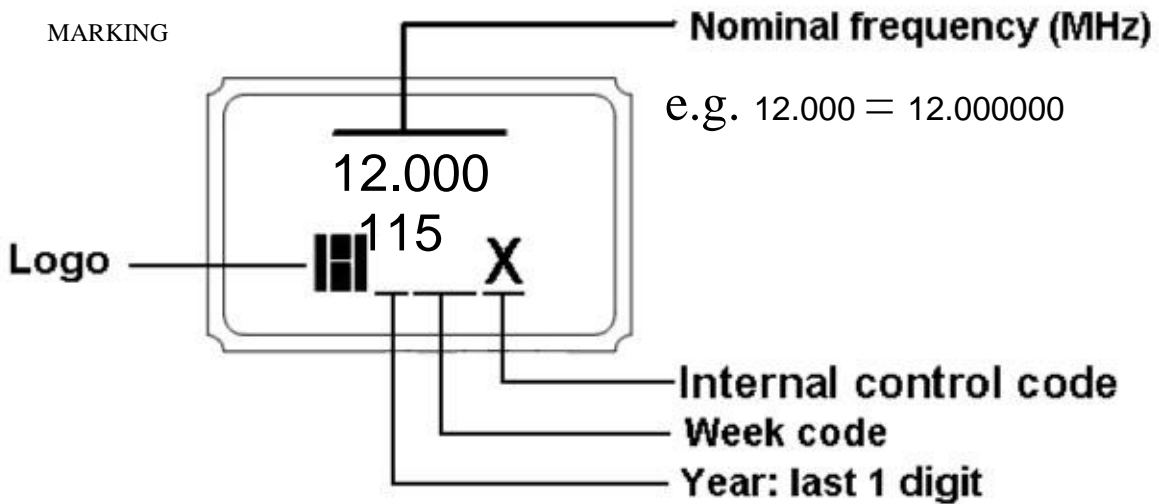 MARKING
Nominal frequency (MHz)
e.g. 12.000 = 12.000000
12.000
115
X
Logo
Internal control code
Week code
Year: last 1 digit